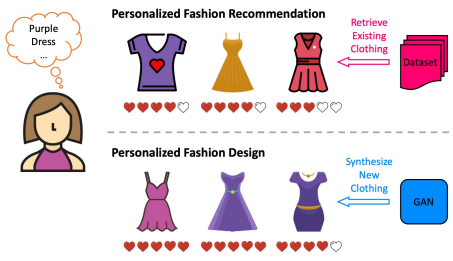 Purple
Dress
...
Personalized Fashion Recommendation
Retrieve
Existing
Clothing
Dataset
Personalized Fashion Design
Synthesize
New
Clothing
GAN